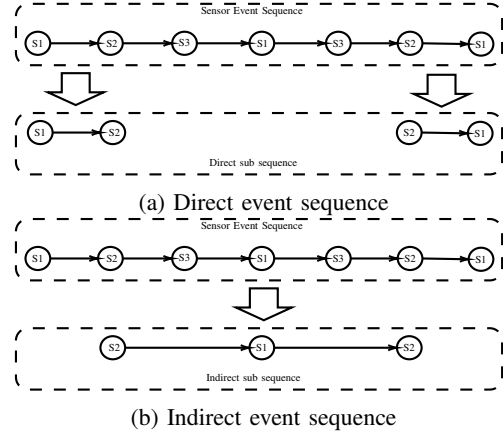 Sensor Event Sequence
S1 S2 S3 S1 S3 S2 S1
S1 S2 S2 S1
Direct sub sequence
(a) Direct event sequence
Sensor Event Sequence
S1 S2 S3 S1 S3 S2 S1
S2 S1 S2
Indirect sub sequence
(b) Indirect event sequence